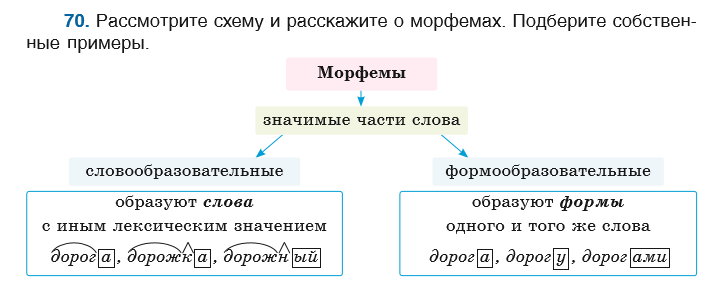 70. Рассмотрите схему и расскажите о морфемах. Подберите собствен-
ные примеры.
Морфемы
значимые части слова
словообразовательные
образуют слова
с иным лексическим значением
дорога, дорожка, дорожный
формообразовательные
образуют формы
одного и того же слова
дорога, дорогу, дорогами